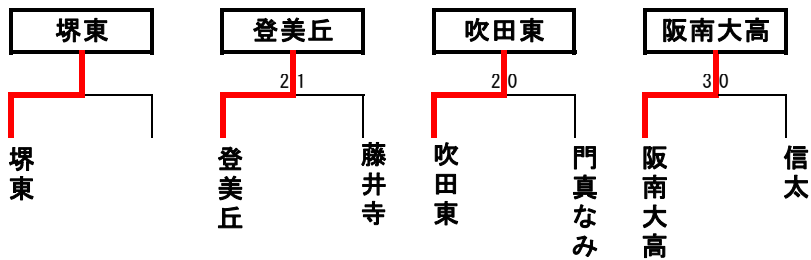 堺東
登美丘
吹田東
阪南大高
2 1
2 0
3 0
堺東
登美丘
藤井寺
吹田東
門真なみ
阪南大高
信太